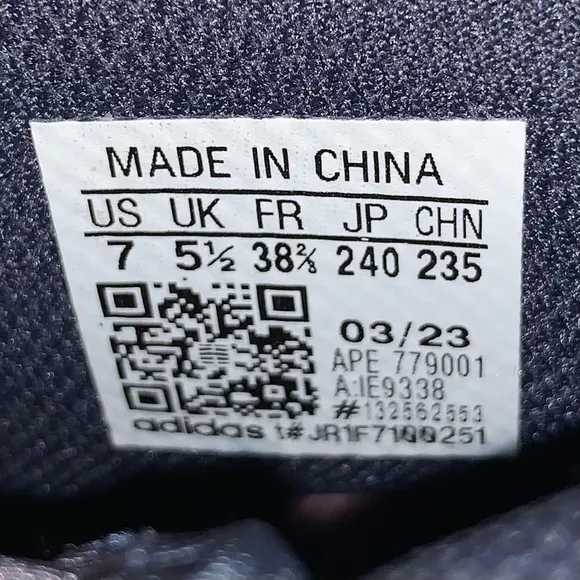 MADE IN CHINA
US UK FR JP CHN
7 5½ 38⅔ 240 235
03/23
APE 779001
A:IE9338
#132562553
adidas t#JR1F7100251